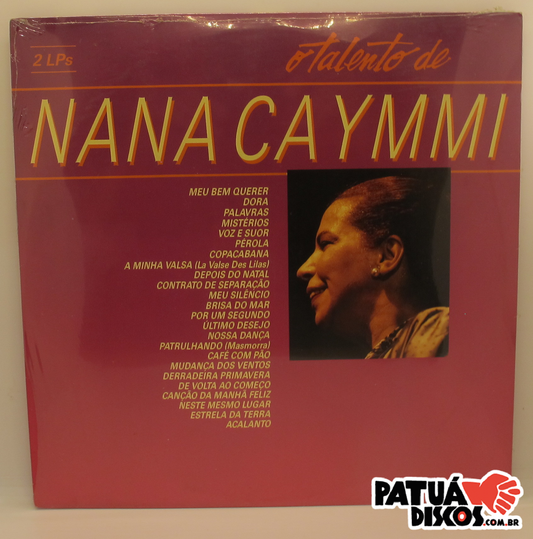 2 LPs
o talento de
NANA CAYMMI
MEU BEM QUERER
DORA
PALAVRAS
MISTÉRIOS
VOZ E SUOR
PÉROLA
COPACABANA
A MINHA VALSA (La Valse Des Lilas)
DEPOIS DO NATAL
CONTRATO DE SEPARAÇÃO
MEU SILÊNCIO
BRISA DO MAR
POR UM SEGUNDO
ÚLTIMO DESEJO
NOSSA DANÇA
PATRULHANDO (Masmorra)
CAFÉ COM PÃO
MUDANÇA DOS VENTOS
DERRADEIRA PRIMAVERA
DE VOLTA AO COMEÇO
CANÇÃO DA MANHÃ FELIZ
NESTE MESMO LUGAR
ESTRELA DA TERRA
ACALANTO
PATUÁ
DISCOS.COM.BR